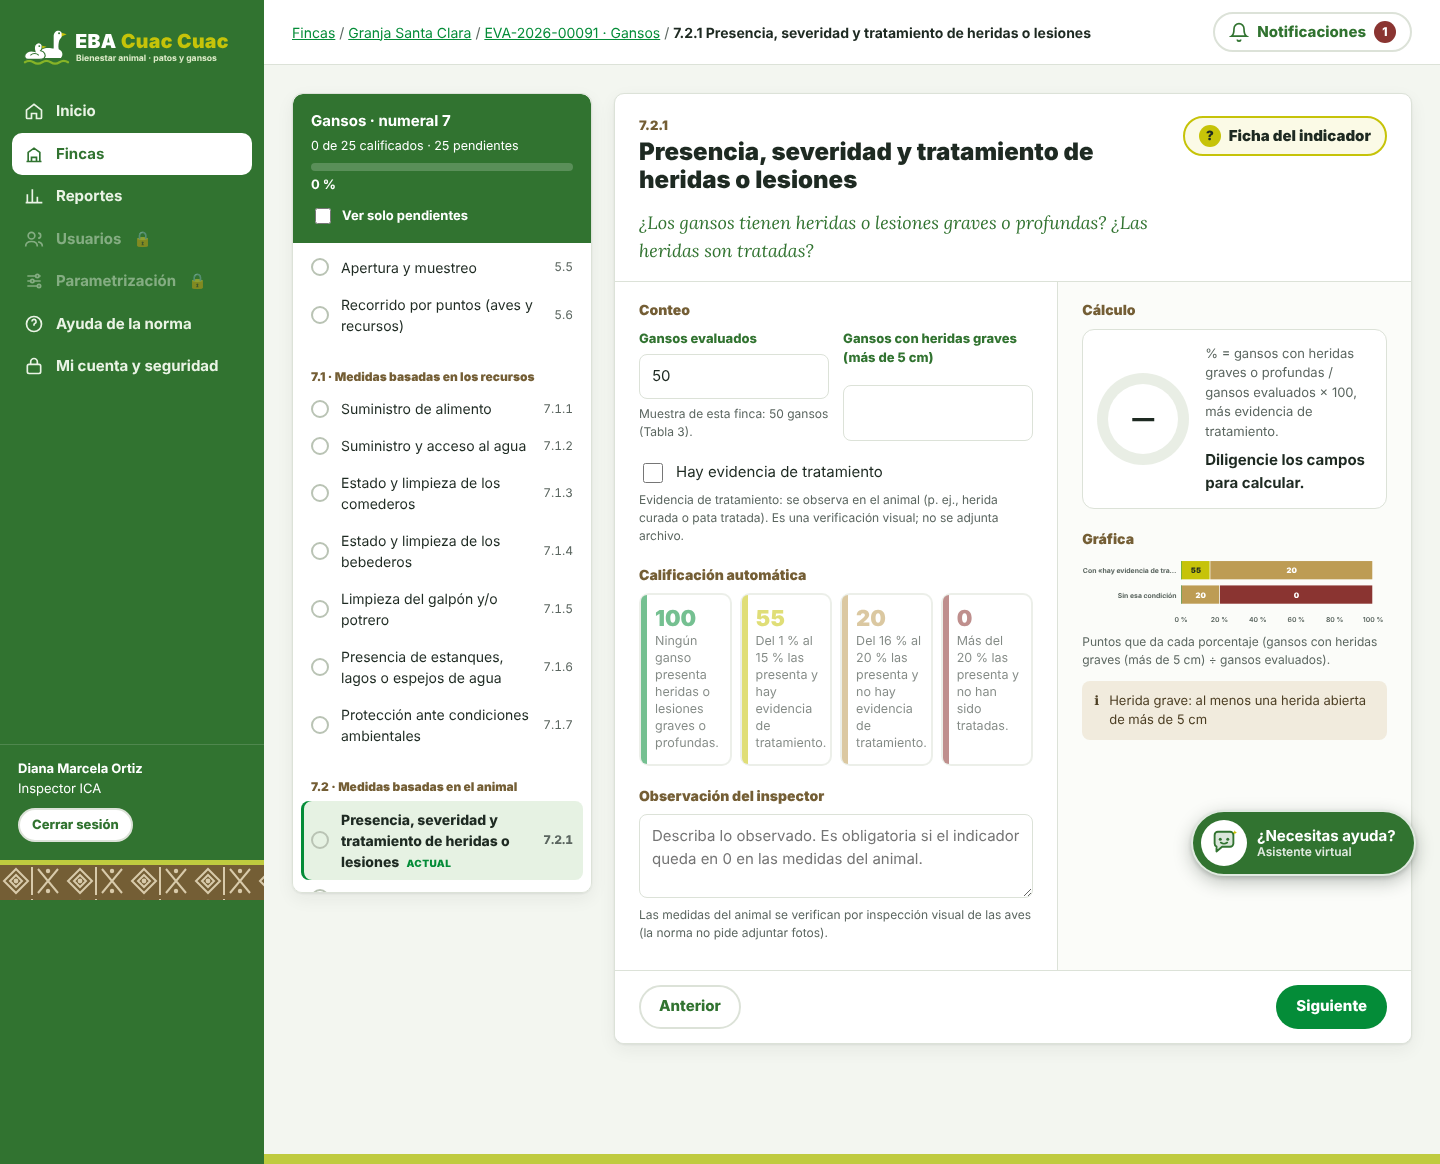 EBA Cuac Cuac
Bienestar animal · patos y gansos
Inicio
Fincas
Reportes
Usuarios
Parametrización
Ayuda de la norma
Mi cuenta y seguridad
Diana Marcela Ortiz
Inspector ICA
Cerrar sesión
Fincas / Granja Santa Clara / EVA-2026-00091 · Gansos / 7.2.1 Presencia, severidad y tratamiento de heridas o lesiones
Notificaciones 1
Gansos · numeral 7
0 de 25 calificados · 25 pendientes
0 %
Ver solo pendientes
Apertura y muestreo 5.5
Recorrido por puntos (aves y
recursos) 5.6
7.1 · Medidas basadas en los recursos
Suministro de alimento 7.1.1
Suministro y acceso al agua 7.1.2
Estado y limpieza de los
comederos 7.1.3
Estado y limpieza de los
bebederos 7.1.4
Limpieza del galpón y/o
potrero 7.1.5
Presencia de estanques,
lagos o espejos de agua 7.1.6
Protección ante condiciones
ambientales 7.1.7
7.2 · Medidas basadas en el animal
Presencia, severidad y
tratamiento de heridas o 7.2.1
lesiones ACTUAL
7.2.1
Presencia, severidad y tratamiento de
heridas o lesiones
? Ficha del indicador
¿Los gansos tienen heridas o lesiones graves o profundas? ¿Las
heridas son tratadas?
Conteo
Gansos evaluados
50
Muestra de esta finca: 50 gansos
(Tabla 3).
Gansos con heridas graves
(más de 5 cm)
Hay evidencia de tratamiento
Evidencia de tratamiento: se observa en el animal (p. ej., herida
curada o pata tratada). Es una verificación visual; no se adjunta
archivo.
Calificación automática
100
Ningún
ganso
presenta
heridas o
lesiones
graves o
profundas.
55
Del 1 % al
15 % las
presenta y
hay
evidencia
de
tratamiento.
20
Del 16 % al
20 % las
presenta y
no hay
evidencia
de
tratamiento.
0
Más del
20 % las
presenta y
no han
sido
tratadas.
Observación del inspector
Describa lo observado. Es obligatoria si el indicador
queda en 0 en las medidas del animal.
Las medidas del animal se verifican por inspección visual de las aves
(la norma no pide adjuntar fotos).
Cálculo
—
% = gansos con heridas
graves o profundas /
gansos evaluados × 100,
más evidencia de
tratamiento.
Diligencie los campos
para calcular.
Gráfica
Con «hay evidencia de tra... 55 20
Sin esa condición 20 0
0 % 20 % 40 % 60 % 80 % 100 %
Puntos que da cada porcentaje (gansos con heridas
graves (más de 5 cm) ÷ gansos evaluados).
i Herida grave: al menos una herida abierta
de más de 5 cm
¿Necesitas ayuda?
Asistente virtual
Anterior
Siguiente